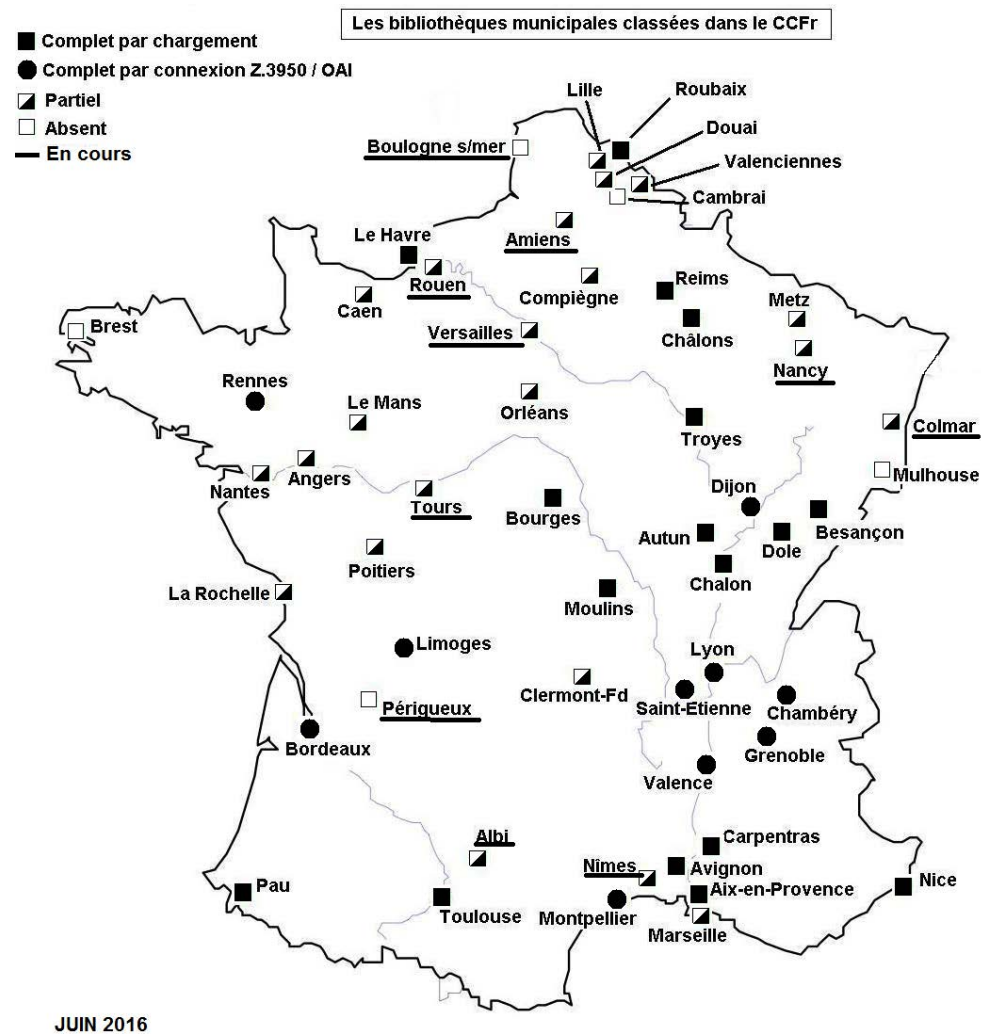 Les bibliothèques municipales classées dans le CCFr
Complet par chargement
Complet par connexion Z.3950 / OAI
Partiel
Absent
En cours
Lille
Roubaix
Douai
Boulogne s/mer
Valenciennes
Cambrai
Le Havre
Amiens
Rouen
Compiègne
Reims
Metz
Caen
Brest
Versailles
Châlons
Nancy
Rennes
Le Mans
Orléans
Troyes
Colmar
Mulhouse
Nantes
Angers
Tours
Bourges
Dijon
Autun
Dole
Besançon
Poitiers
Chalon
La Rochelle
Moulins
Limoges
Lyon
Clermont-Fd
Saint-Etienne
Chambéry
Périgueux
Bordeaux
Grenoble
Valence
Albi
Carpentras
Nîmes
Avignon
Pau
Aix-en-Provence
Nice
Toulouse
Montpellier
Marseille
JUIN 2016